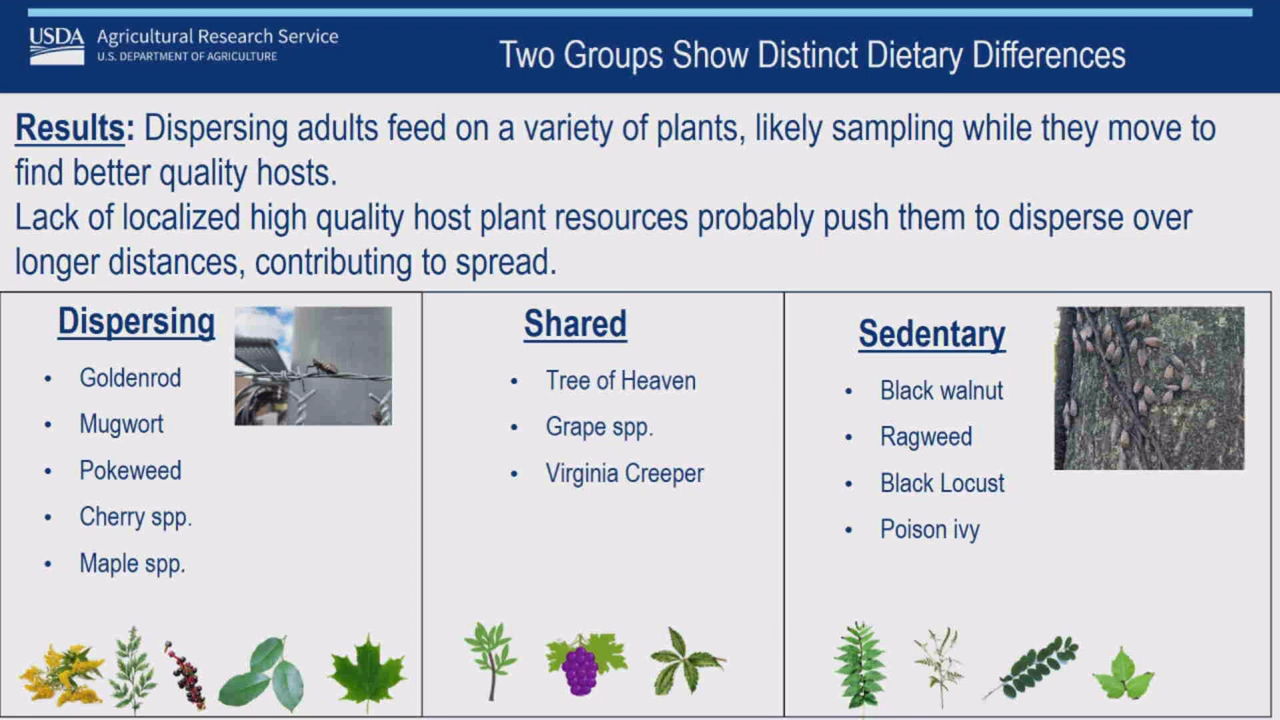 USDA Agricultural Research Service
U.S. DEPARTMENT OF AGRICULTURE
Two Groups Show Distinct Dietary Differences
Results: Dispersing adults feed on a variety of plants, likely sampling while they move to
find better quality hosts.
Lack of localized high quality host plant resources probably push them to disperse over
longer distances, contributing to spread.
Dispersing
• Goldenrod
• Mugwort
• Pokeweed
• Cherry spp.
• Maple spp.
Shared
• Tree of Heaven
• Grape spp.
• Virginia Creeper
Sedentary
• Black walnut
• Ragweed
• Black Locust
• Poison ivy